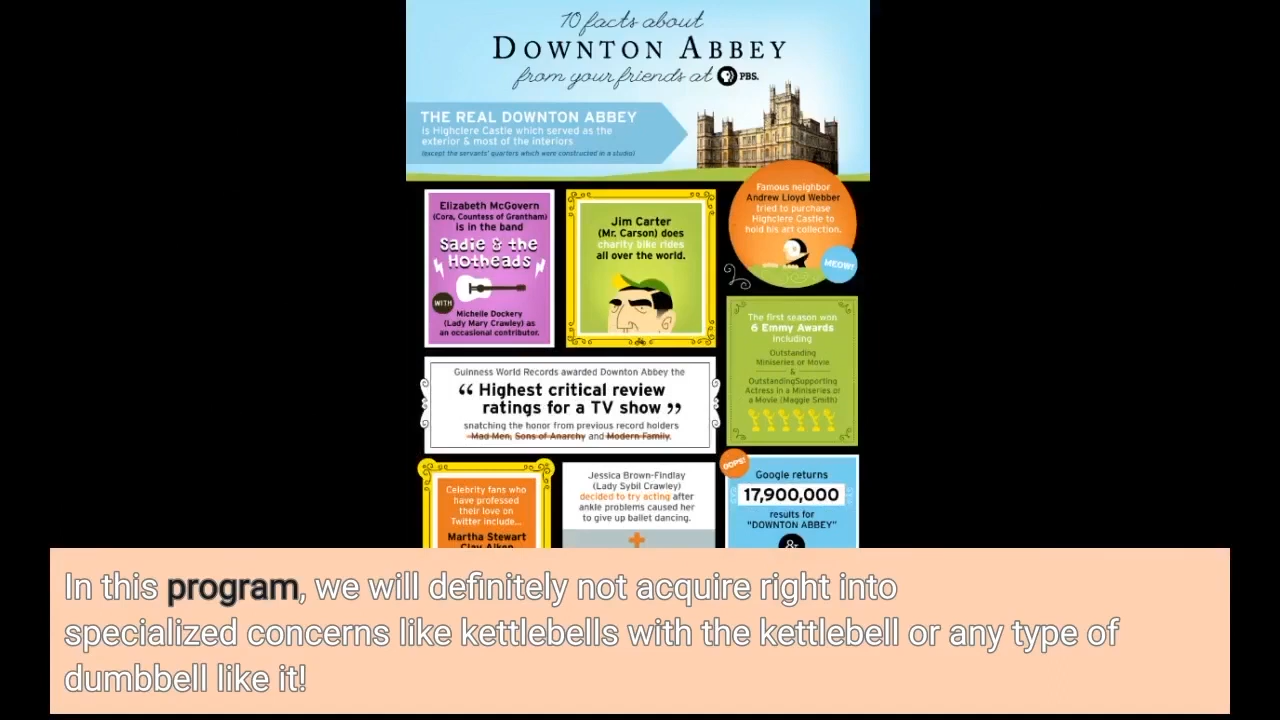 10 facts about
DOWNTON ABBEY
from your friends at PBS.
THE REAL DOWNTON ABBEY
is Highclere Castle which served as the
exterior & most of the interiors
(except the servants' quarters which were constructed in a studio)
Elizabeth McGovern
(Cora, Countess of Grantham)
is in the band
Sadie & the
Hotheads
WITH
Michelle Dockery
(Lady Mary Crawley) as
an occasional contributor.
Jim Carter
(Mr. Carson) does
charity bike rides
all over the world.
Famous neighbor
Andrew Lloyd Webber
tried to purchase
Highclere Castle to
hold his art collection.
MEOW!
The first season won
6 Emmy Awards
including
Outstanding
Miniseries or Movie
&
OutstandingSupporting
Actress in a Miniseries or
a Movie (Maggie Smith)
Guinness World Records awarded Downton Abbey the
“ Highest critical review
ratings for a TV show ”
snatching the honor from previous record holders
Mad Men, Sons of Anarchy and Modern Family.
Celebrity fans who
have professed
their love on
Twitter include...
Martha Stewart
Clay Aiken
Jessica Brown-Findlay
(Lady Sybil Crawley)
decided to try acting after
ankle problems caused her
to give up ballet dancing.
OOPS!
Google returns
17,900,000
results for
"DOWNTON ABBEY"
&
In this program, we will definitely not acquire right into
specialized concerns like kettlebells with the kettlebell or any type of
dumbbell like it!